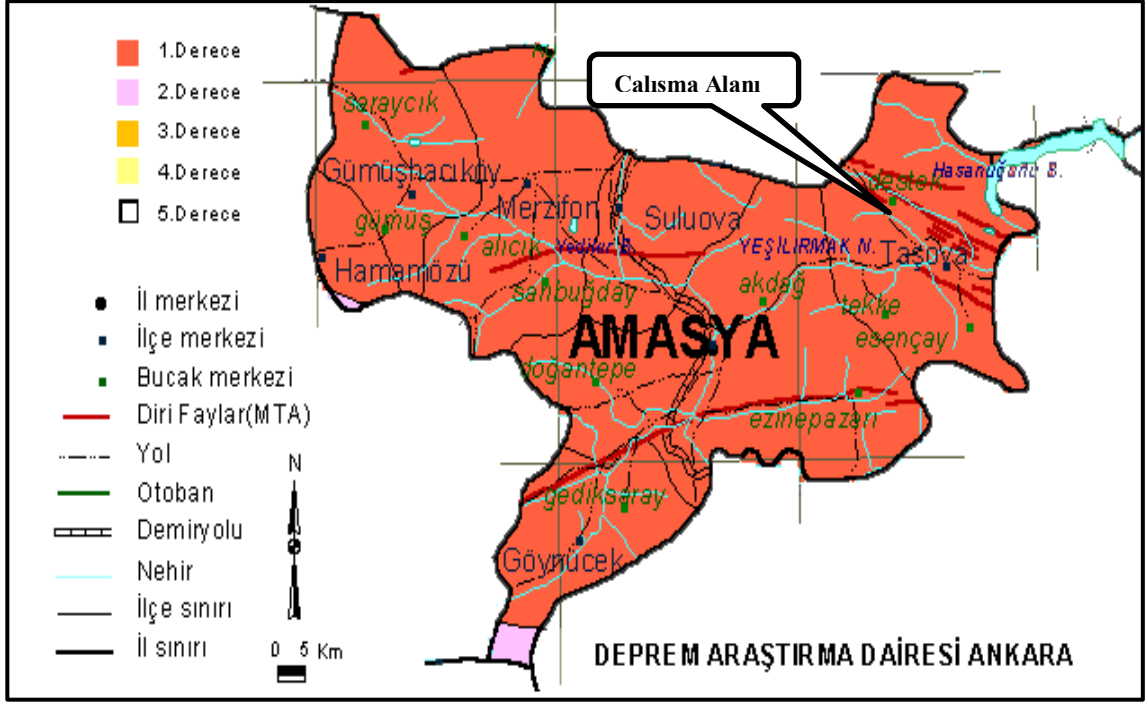 1.Derece
2.Derece
3.Derece
4.Derece
5.Derece
İl merkezi
İlçe merkezi
Bucak merkezi
Diri Faylar(MTA)
Yol
Otoban
Demiryolu
Nehir
İlçe sınırı
İl sınırı
N
0 5 Km
Calısma Alanı
saraycık
Gümüşhacıköy
Merzifon
Suluova
destek
Hasanuğurlu B.
gümüş
alıcık
Yedikır B.
YEŞİLIRMAK N.
Taşova
Hamamözü
salıbuğday
akdağ
tekke
AMASYA
esençay
doğantepe
ezinepazarı
gediksaray
Göynücek
DEPREM ARAŞTIRMA DAİRESİ ANKARA